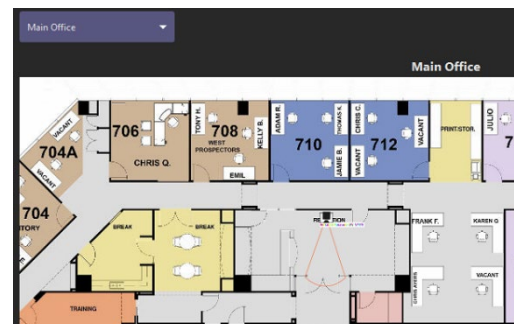 Main Office
Main Office
VACANT
704A
VACANT
704
706
CHRIS Q.
TONY H.
708
WEST
PROSPECTORS
KELLY B.
EMIL
ADAM R.
THOMAS K.
710
JAMIE B.
CHRIS C.
VACANT
712
VACANT
PRINT/STOR.
JULIO
7
BREAK
BREAK
FRANK F.
KAREN G
VACANT
TRAINING